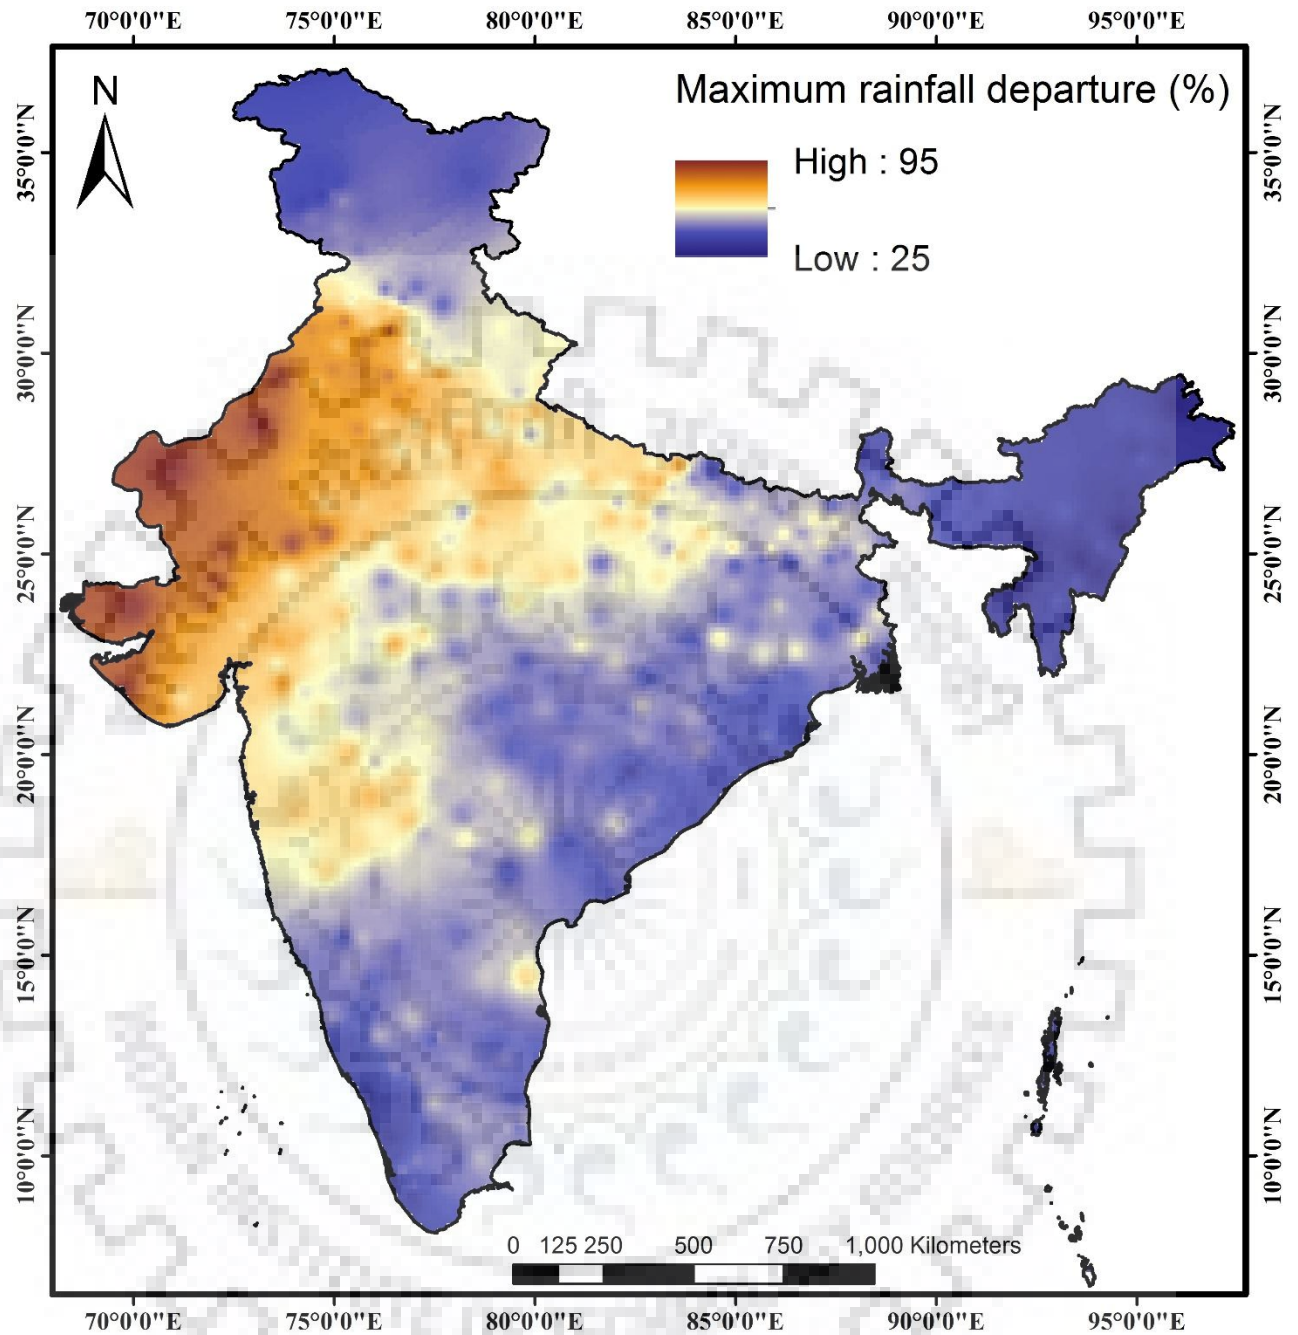 70°0'0"E 75°0'0"E 80°0'0"E 85°0'0"E 90°0'0"E 95°0'0"E
N
Maximum rainfall departure (%)
High : 95
Low : 25
35°0'0"N 35°0'0"N
30°0'0"N 30°0'0"N
25°0'0"N 25°0'0"N
20°0'0"N 20°0'0"N
15°0'0"N 15°0'0"N
10°0'0"N 10°0'0"N
0 125 250 500 750 1,000 Kilometers
70°0'0"E 75°0'0"E 80°0'0"E 85°0'0"E 90°0'0"E 95°0'0"E